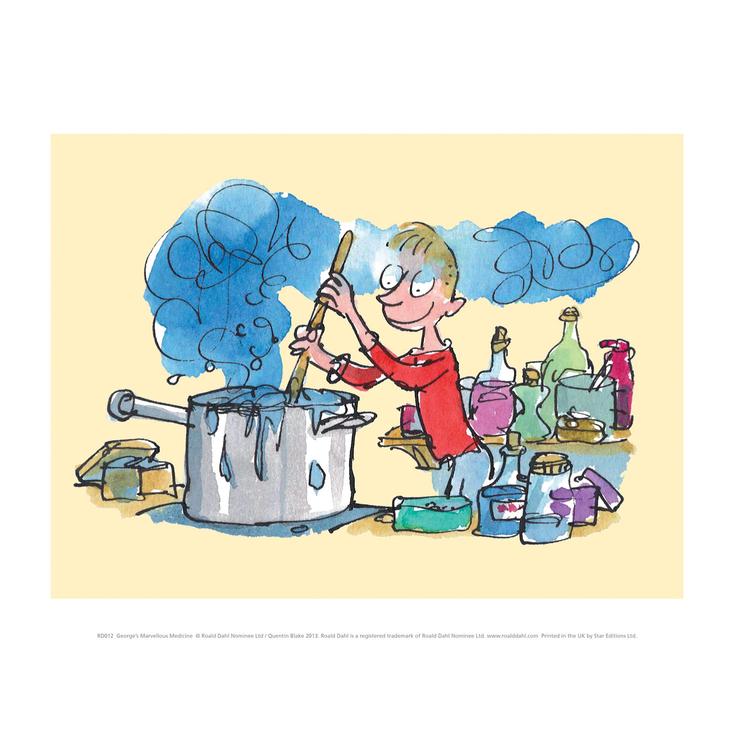 RD012 George's Marvellous Medicine © Roald Dahl Nominee Ltd / Quentin Blake 2013. Roald Dahl is a registered trademark of Roald Dahl Nominee Ltd. www.roalddahl.com Printed in the UK by Star Editions Ltd.